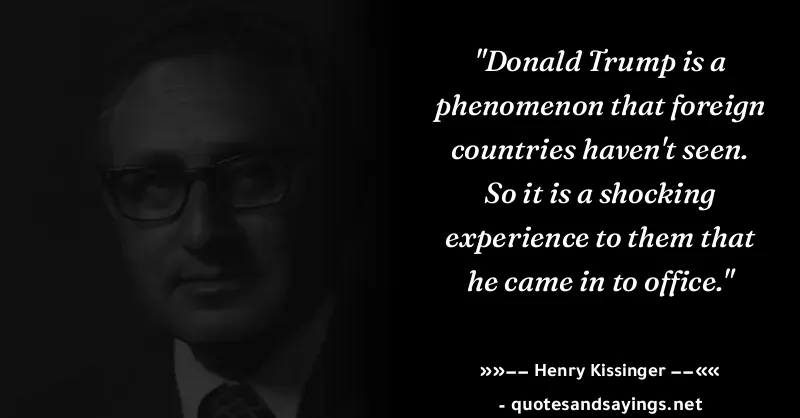 "Donald Trump is a
phenomenon that foreign
countries haven't seen.
So it is a shocking
experience to them that
he came in to office."
»»−− Henry Kissinger −−««
- quotesandsayings.net